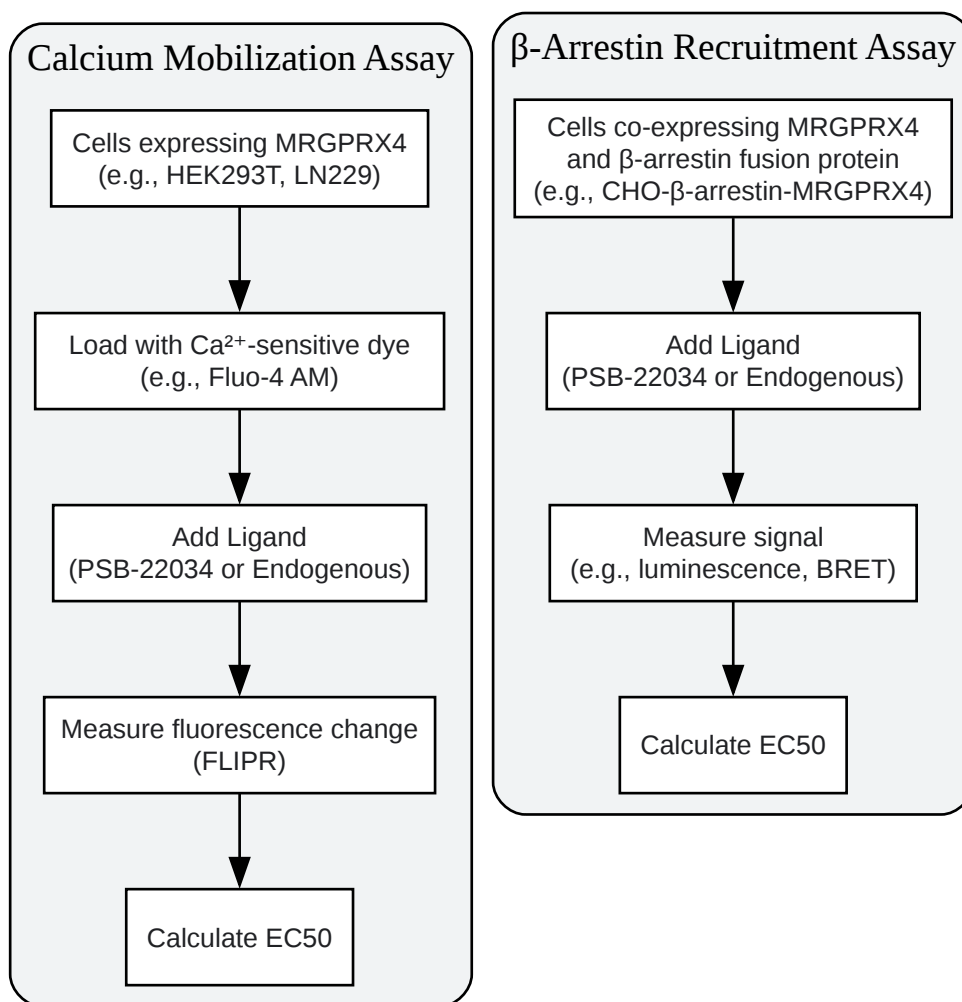 Calcium Mobilization Assay
Cells expressing MRGPRX4
(e.g., HEK293T, LN229)
Load with Ca²⁺-sensitive dye
(e.g., Fluo-4 AM)
Add Ligand
(PSB-22034 or Endogenous)
Measure fluorescence change
(FLIPR)
Calculate EC50
β-Arrestin Recruitment Assay
Cells co-expressing MRGPRX4
and β-arrestin fusion protein
(e.g., CHO-β-arrestin-MRGPRX4)
Add Ligand
(PSB-22034 or Endogenous)
Measure signal
(e.g., luminescence, BRET)
Calculate EC50